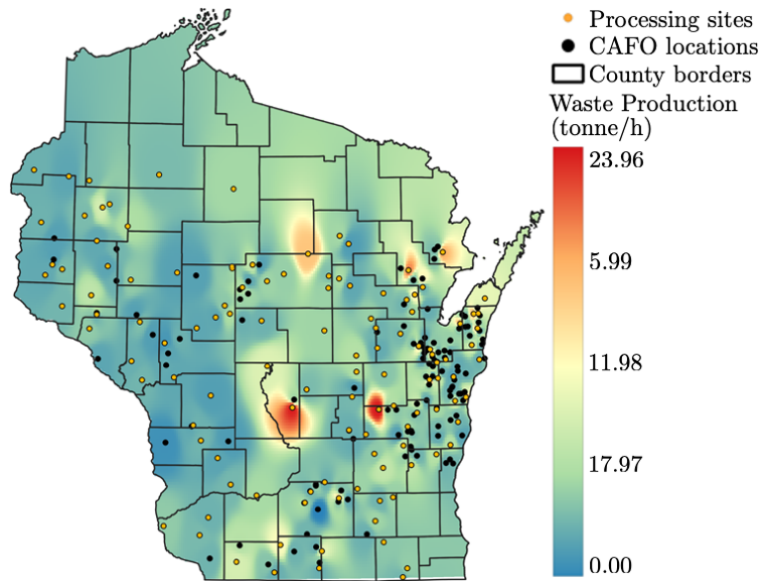 Processing sites
CAFO locations
County borders
Waste Production
(tonne/h)
23.96
5.99
11.98
17.97
0.00